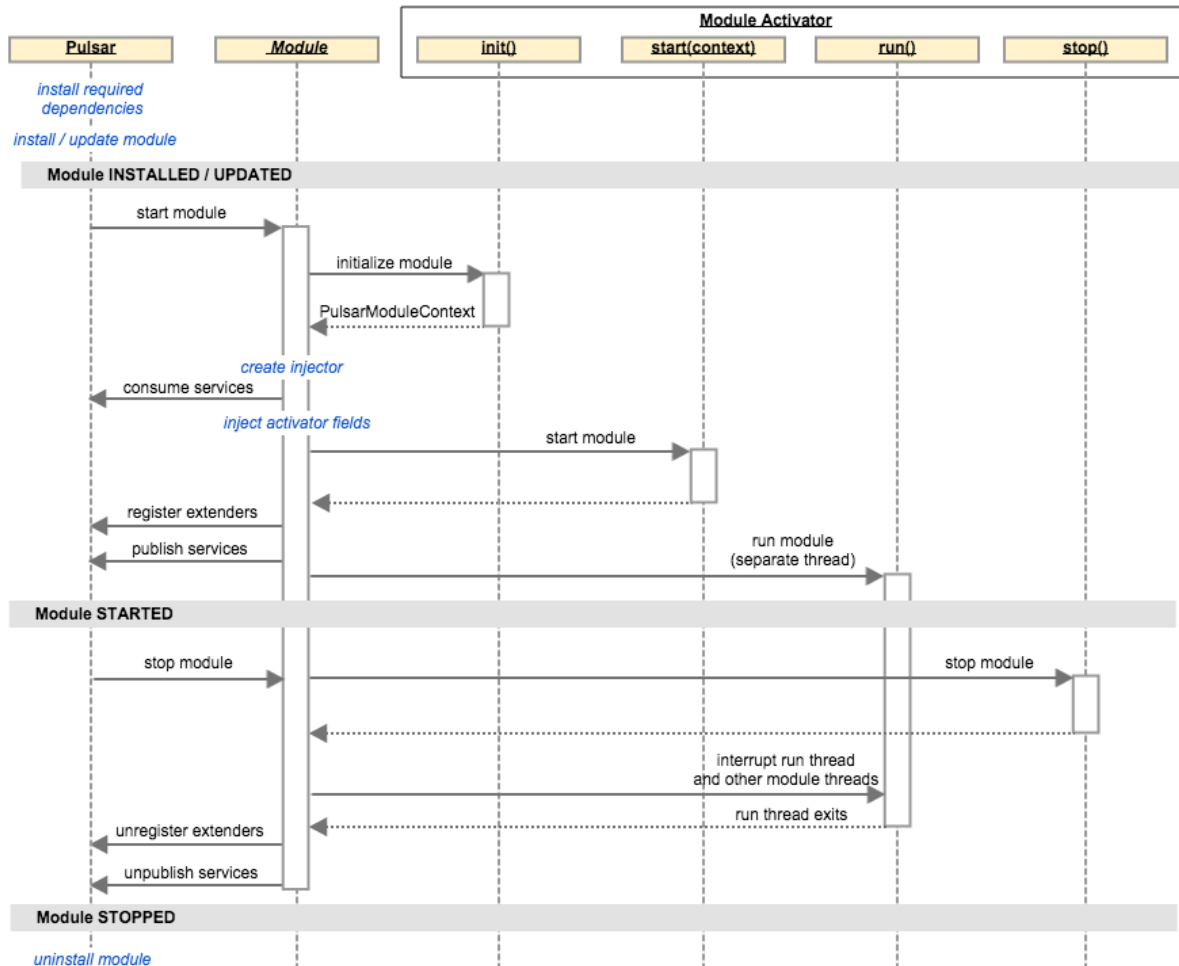 Module Activator
Pulsar
Module
init()
start(context)
run()
stop()
install required
dependencies
install / update module
Module INSTALLED / UPDATED
start module
initialize module
PulsarModuleContext
create injector
consume services
inject activator fields
start module
register extenders
publish services
run module
(separate thread)
Module STARTED
stop module
stop module
interrupt run thread
and other module threads
run thread exits
unregister extenders
unpublish services
Module STOPPED
uninstall module